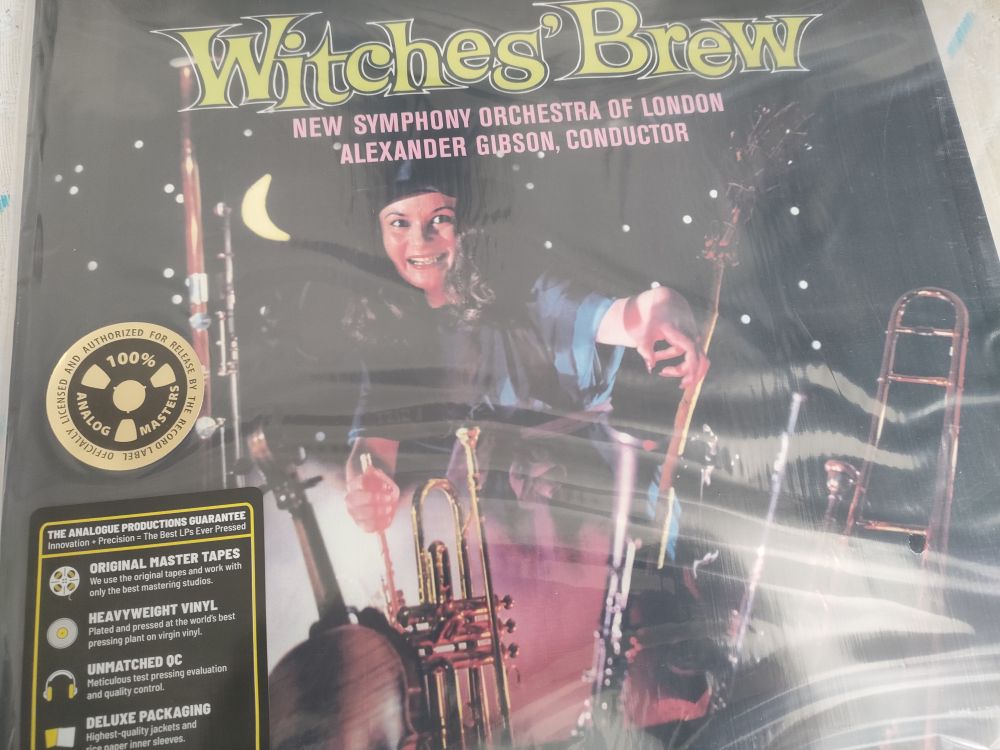 Witches' Brew
NEW SYMPHONY ORCHESTRA OF LONDON
ALEXANDER GIBSON, CONDUCTOR
OFFICIALLY LICENSED AND AUTHORIZED FOR RELEASE BY THE RECORD LABEL
100%
ANALOG MASTERS
THE ANALOGUE PRODUCTIONS GUARANTEE
Innovation + Precision = The Best LPs Ever Pressed
ORIGINAL MASTER TAPES
We use the original tapes and work with
only the best mastering studios.
HEAVYWEIGHT VINYL
Plated and pressed at the world's best
pressing plant on virgin vinyl.
UNMATCHED QC
Meticulous test pressing evaluation
and quality control.
DELUXE PACKAGING
Highest-quality jackets and
rice paper inner sleeves.